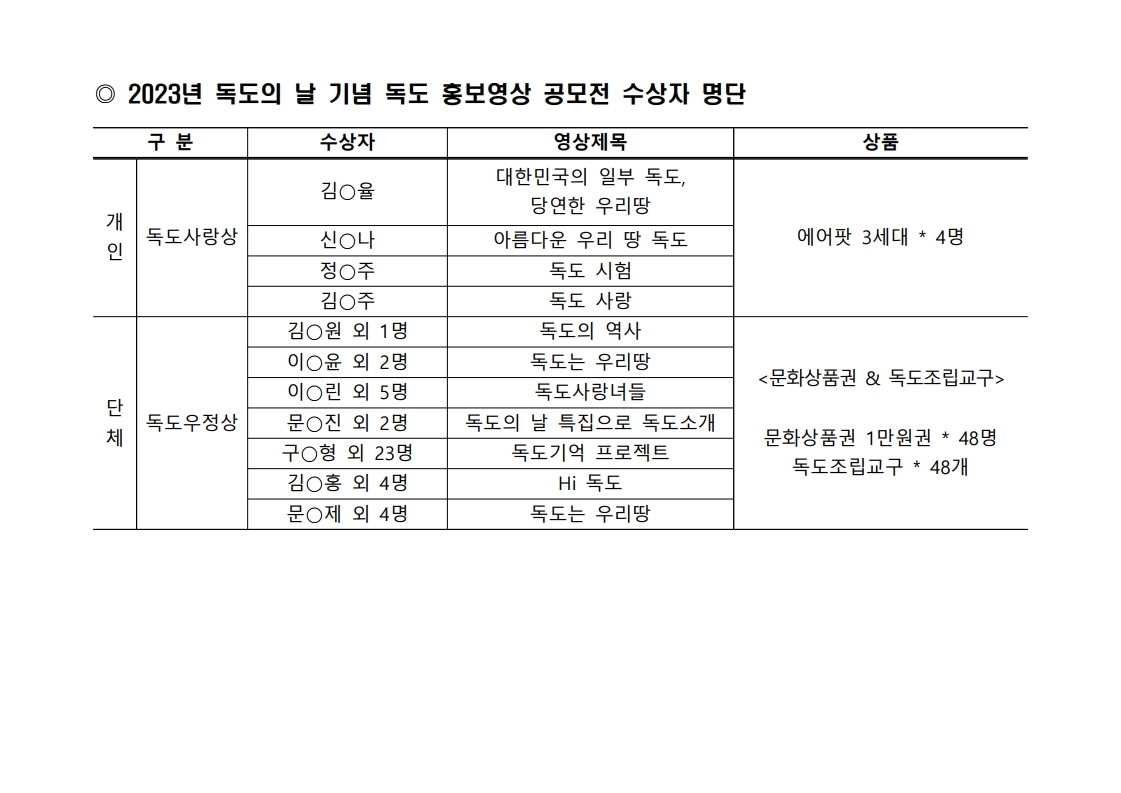 ◎ 2023년 독도의 날 기념 독도 홍보영상 공모전 수상자 명단
구 분 수상자 영상제목 상품
개인 독도사랑상 김○율 대한민국의 일부 독도,
당연한 우리땅
에어팟 3세대 * 4명
신○나 아름다운 우리 땅 독도
정○주 독도 시험
김○주 독도 사랑
단체 독도우정상 김○원 외 1명 독도의 역사
이○윤 외 2명 독도는 우리땅
이○린 외 5명 독도사랑녀들
문○진 외 2명 독도의 날 특집으로 독도소개
구○형 외 23명 독도기억 프로젝트
김○홍 외 4명 Hi 독도
문○제 외 4명 독도는 우리땅
<문화상품권 & 독도조립교구>
문화상품권 1만원권 * 48명
독도조립교구 * 48개